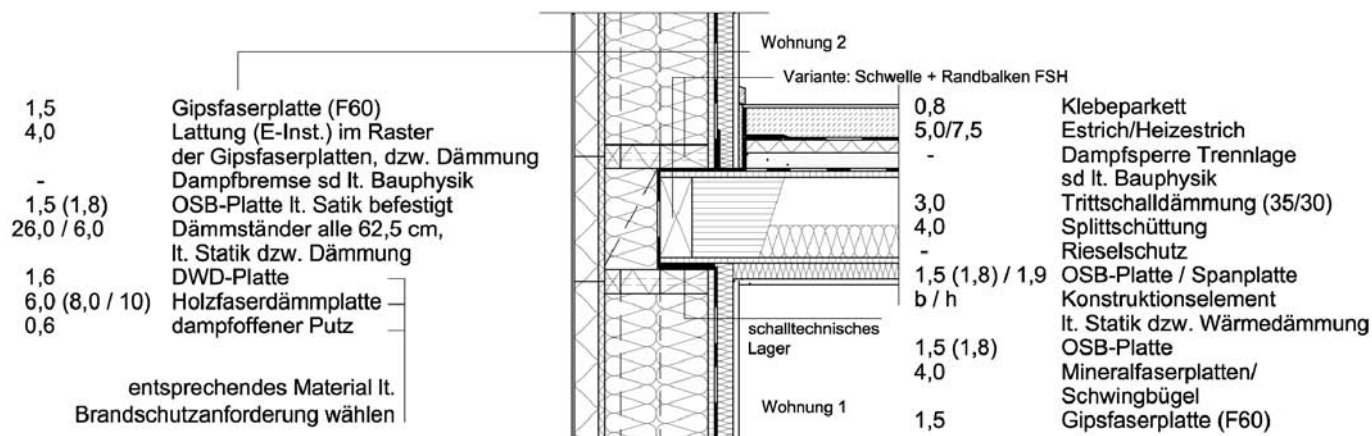 Wohnung 2
Variante: Schwelle + Randbalken FSH
1,5 Gipsfaserplatte (F60)
4,0 Lattung (E-Inst.) im Raster
der Gipsfaserplatten, dzw. Dämmung
- Dampfbremse sd lt. Bauphysik
1,5 (1,8) OSB-Platte lt. Satik befestigt
26,0 / 6,0 Dämmständer alle 62,5 cm,
lt. Statik dzw. Dämmung
1,6 DWD-Platte
6,0 (8,0 / 10) Holzfaserdämmplatte
0,6 dampfoffener Putz
entsprechendes Material lt.
Brandschutzanforderung wählen
schalltechnisches
Lager
Wohnung 1
0,8 Klebeparkett
5,0/7,5 Estrich/Heizestrich
- Dampfsperre Trennlage
sd lt. Bauphysik
3,0 Trittschalldämmung (35/30)
4,0 Splittschüttung
- Rieselschutz
1,5 (1,8) / 1,9 OSB-Platte / Spanplatte
b / h Konstruktionselement
lt. Statik dzw. Wärmedämmung
1,5 (1,8) OSB-Platte
4,0 Mineralfaserplatten/
Schwingbügel
1,5 Gipsfaserplatte (F60)